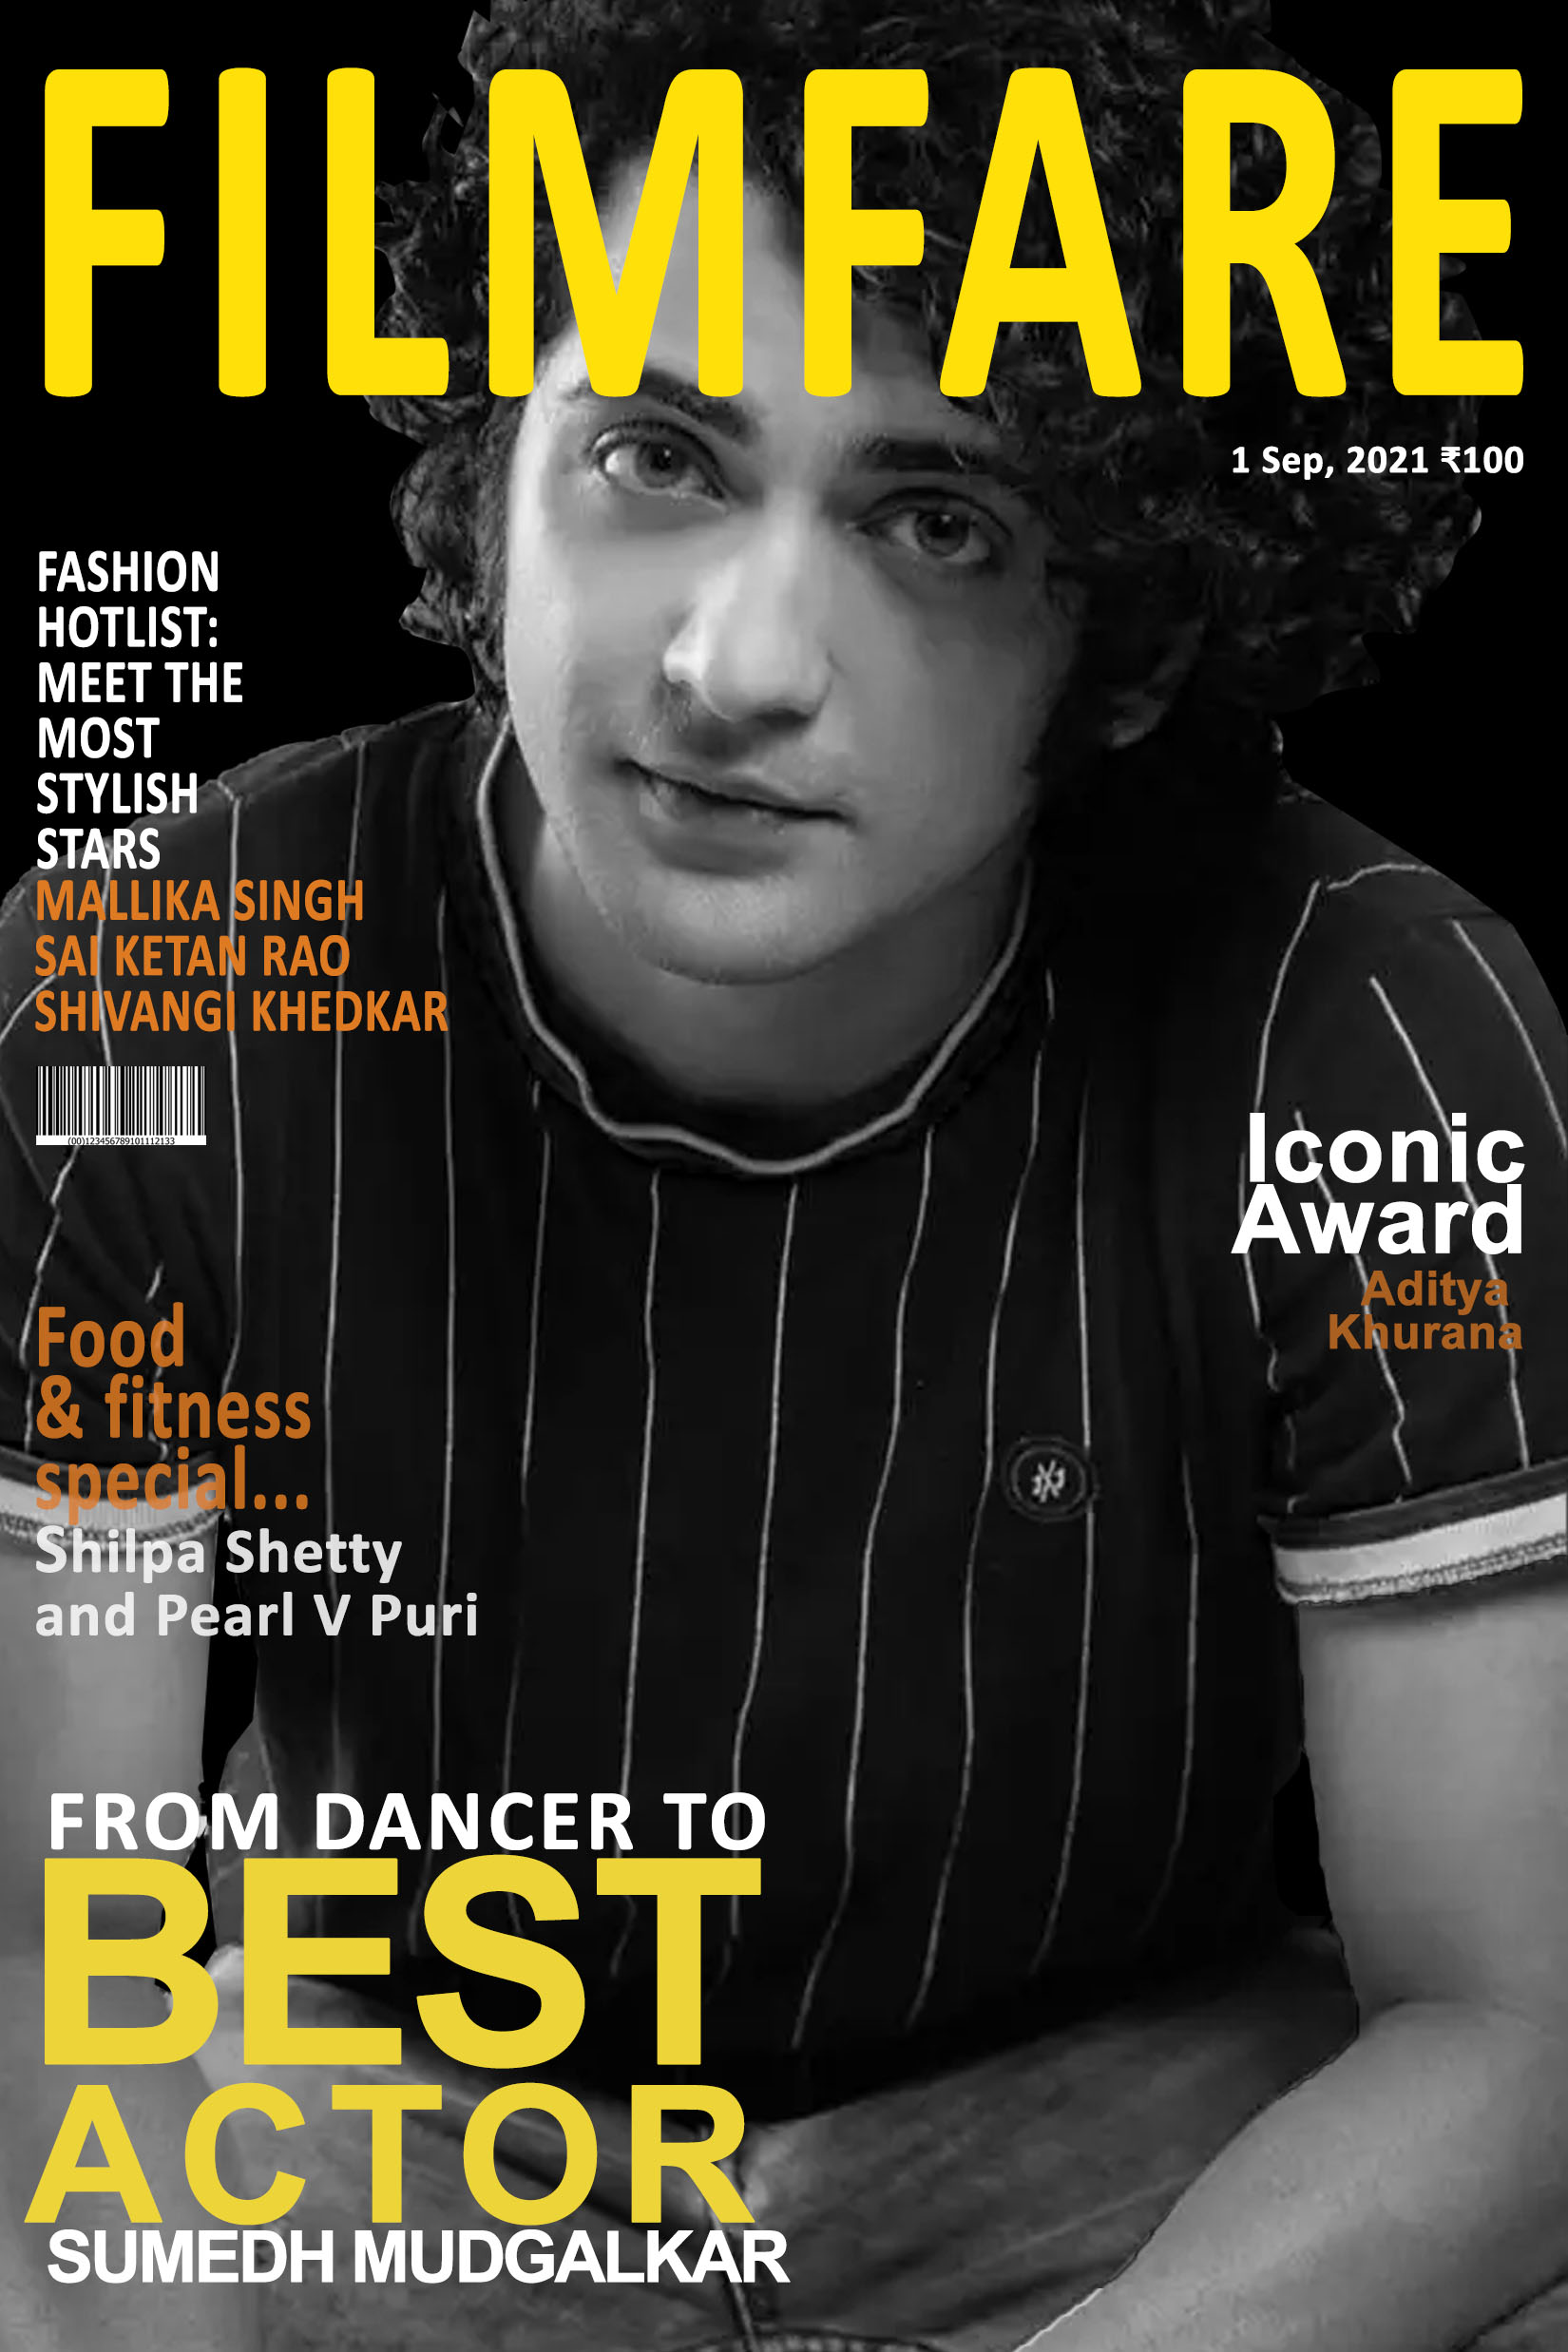 FILMFARE
1 Sep, 2021 ₹100
FASHION
HOTLIST:
MEET THE
MOST
STYLISH
STARS
MALLIKA SINGH
SAI KETAN RAO
SHIVANGI KHEDKAR
(00)123456789101112133
Iconic
Award
Aditya
Khurana
Food
& fitness
special...
Shilpa Shetty
and Pearl V Puri
FROM DANCER TO
BEST
ACTOR
SUMEDH MUDGALKAR